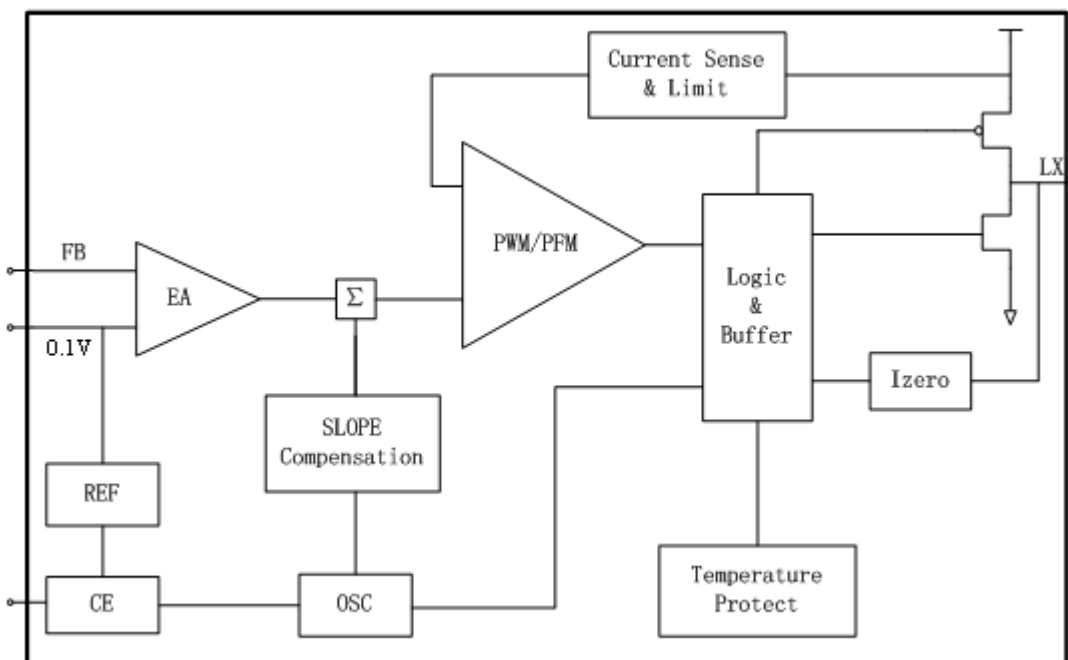 Current Sense
& Limit
LX
PWM/PFM
FB
EA
Σ
Logic
&
Buffer
0.1V
Izero
SLOPE
Compensation
REF
Temperature
Protect
CE
OSC